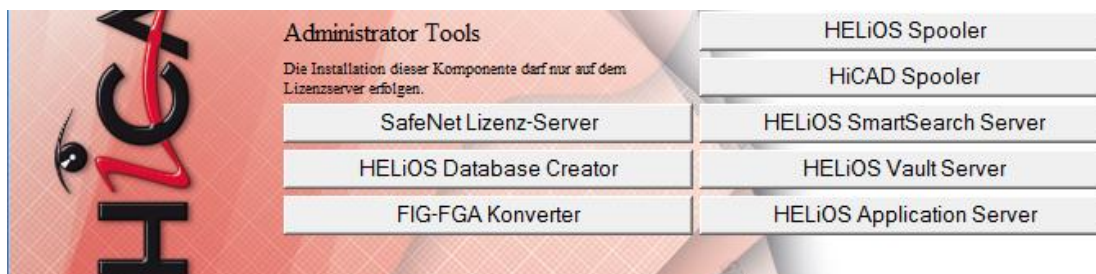 HiCA
Administrator Tools
Die Installation dieser Komponente darf nur auf dem
Lizenzserver erfolgen.
SafeNet Lizenz-Server
HELiOS Database Creator
FIG-FGA Konverter
HELiOS Spooler
HiCAD Spooler
HELiOS SmartSearch Server
HELiOS Vault Server
HELiOS Application Server